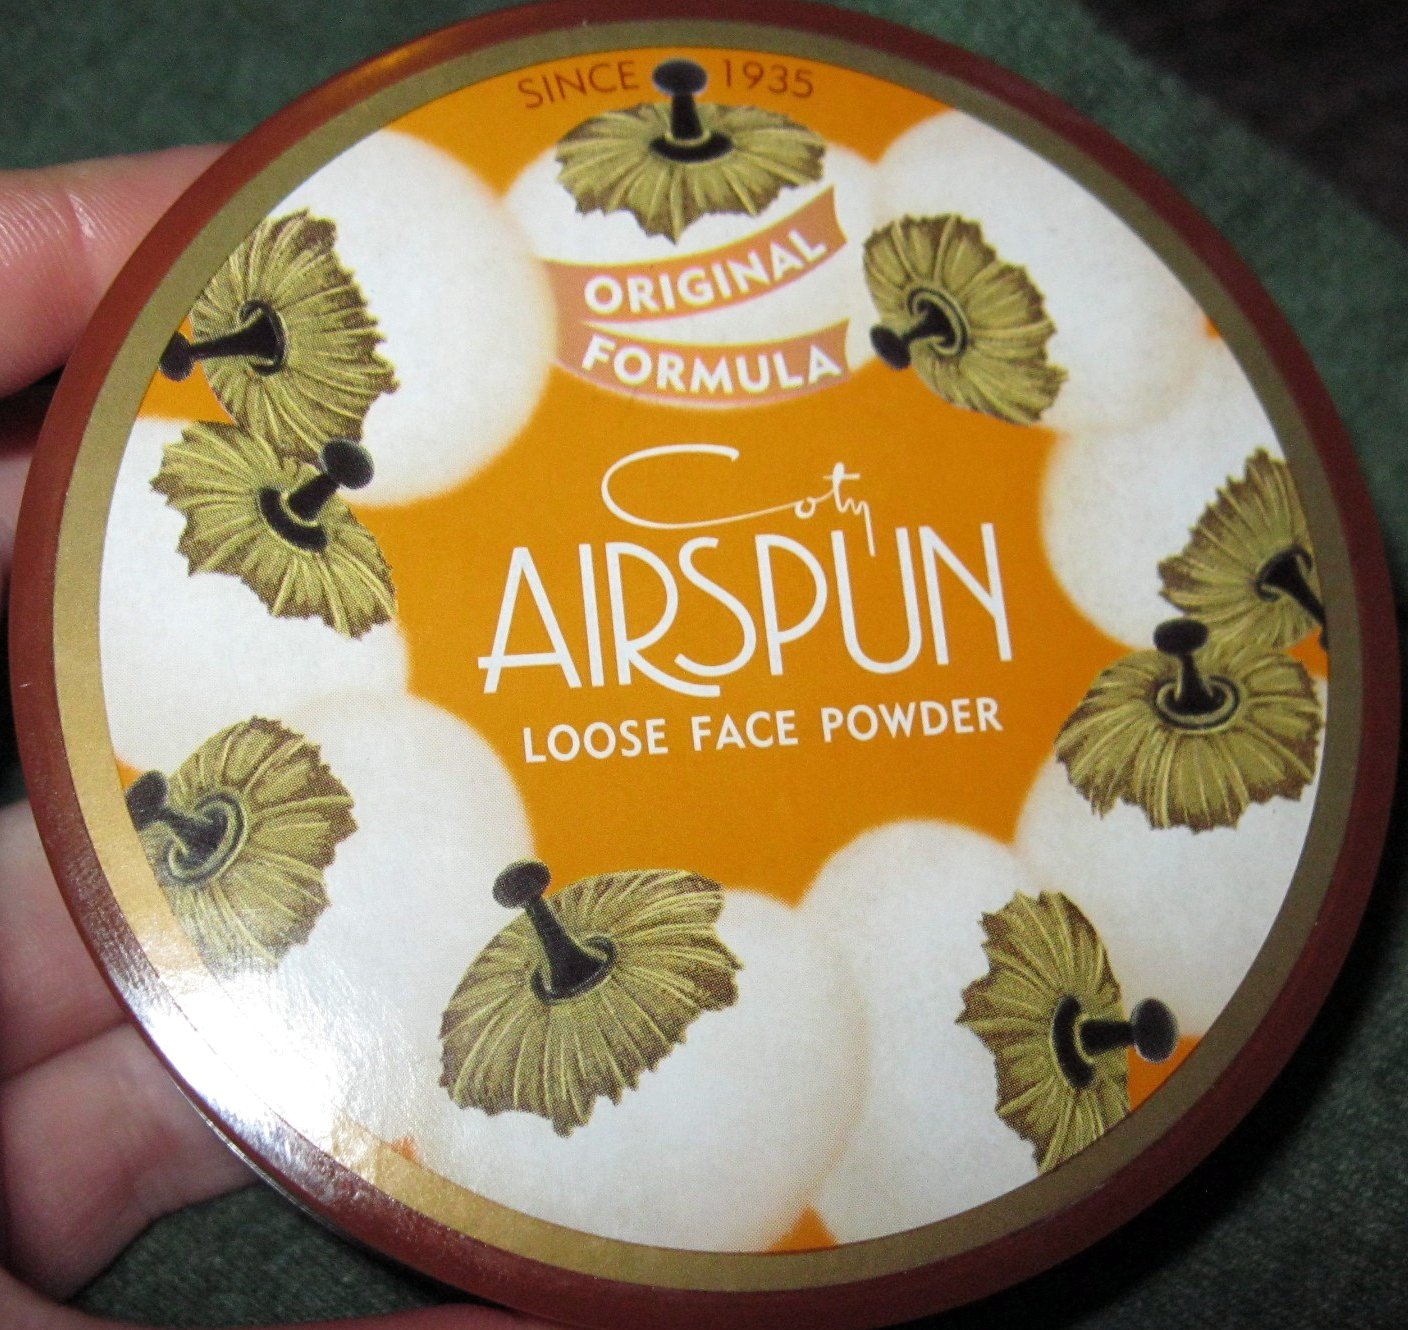 SINCE 1935
ORIGINAL
FORMULA
Coty
AIRSPUN
LOOSE FACE POWDER